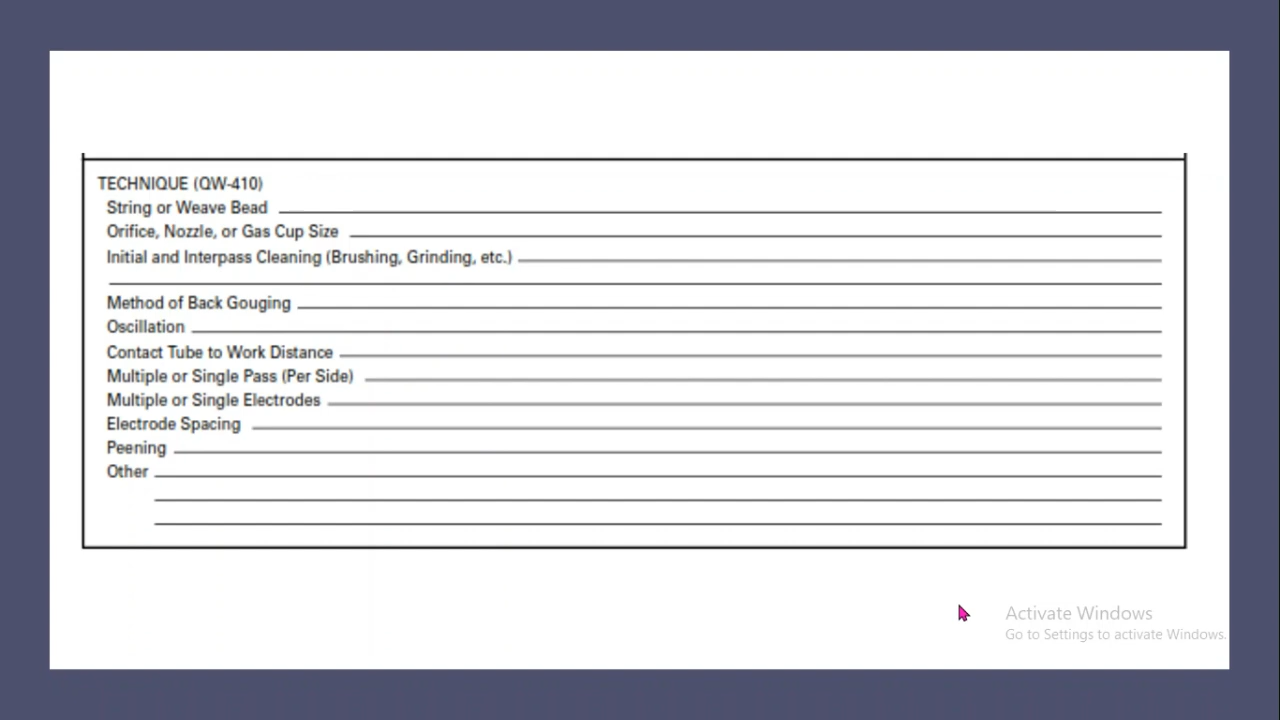 TECHNIQUE (QW-410)
String or Weave Bead
Orifice, Nozzle, or Gas Cup Size
Initial and Interpass Cleaning (Brushing, Grinding, etc.)
Method of Back Gouging
Oscillation
Contact Tube to Work Distance
Multiple or Single Pass (Per Side)
Multiple or Single Electrodes
Electrode Spacing
Peening
Other
Activate Windows
Go to Settings to activate Windows.